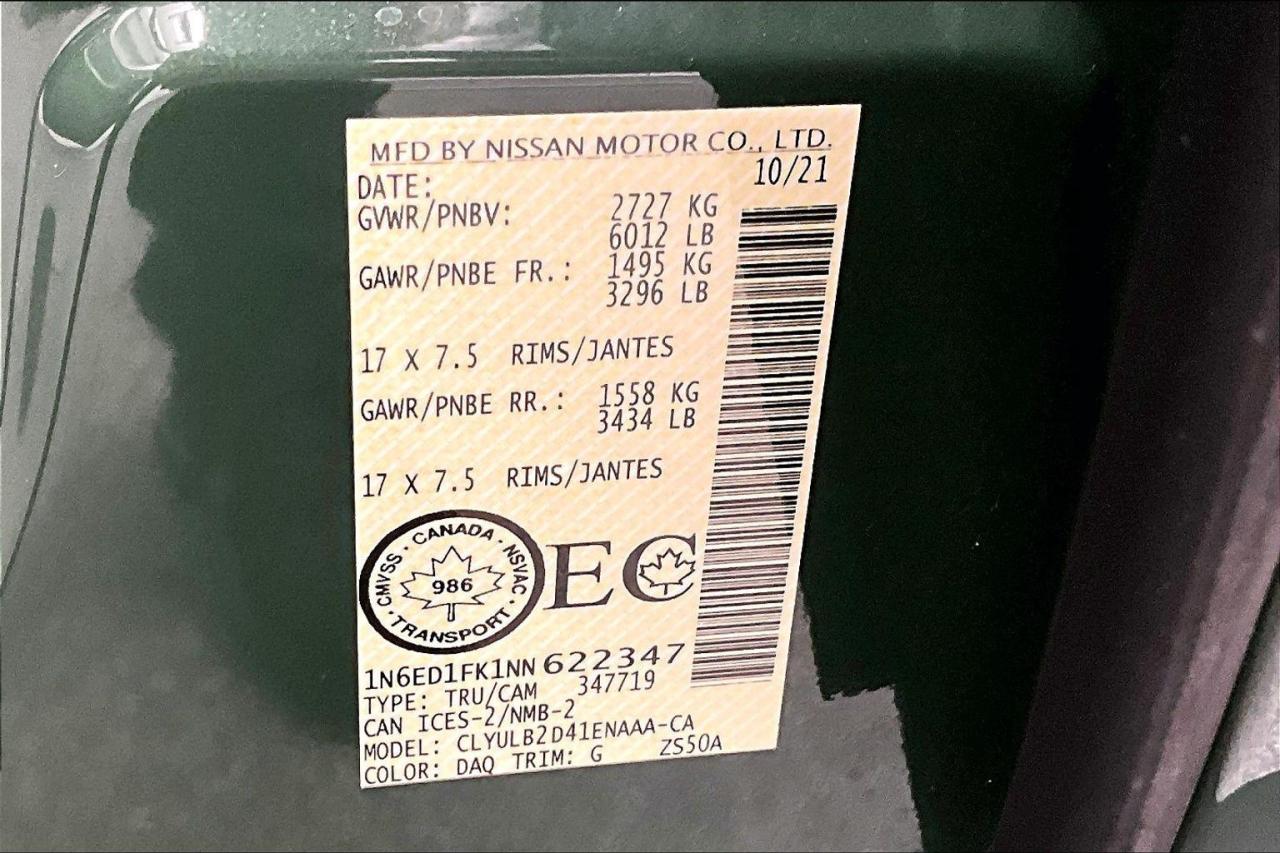 MFD BY NISSAN MOTOR CO., LTD.
DATE: 10/21
GVWR/PNBV: 2727 KG
6012 LB
GAWR/PNBE FR.: 1495 KG
3296 LB
17 X 7.5 RIMS/JANTES
GAWR/PNBE RR.: 1558 KG
3434 LB
17 X 7.5 RIMS/JANTES
CMVSS · CANADA · NSVAC · TRANSPORT ·
986
EC
1N6ED1FK1NN622347
TYPE: TRU/CAM 347719
CAN ICES-2/NMB-2
MODEL: CLYULB2D41ENAAA-CA
COLOR: DAQ TRIM: G ZS50A